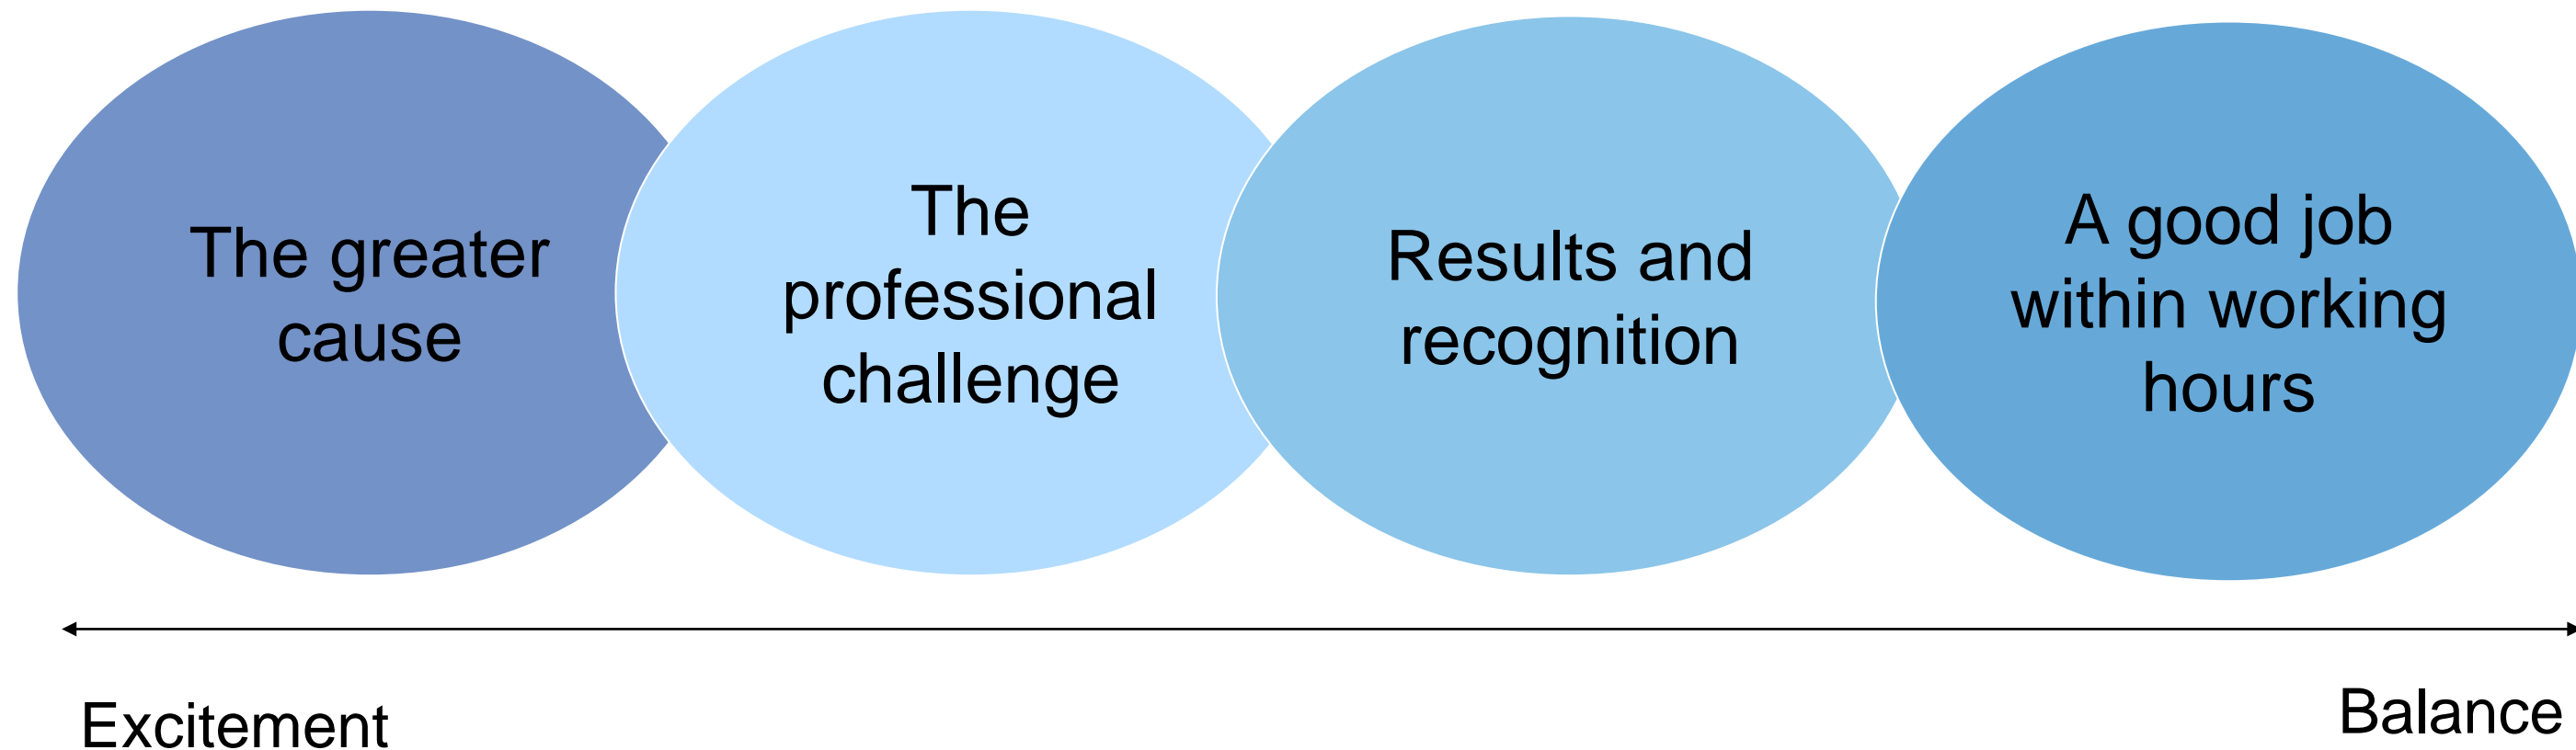 The greater
cause
The
professional
challenge
Results and
recognition
A good job
within working
hours
Excitement
Balance